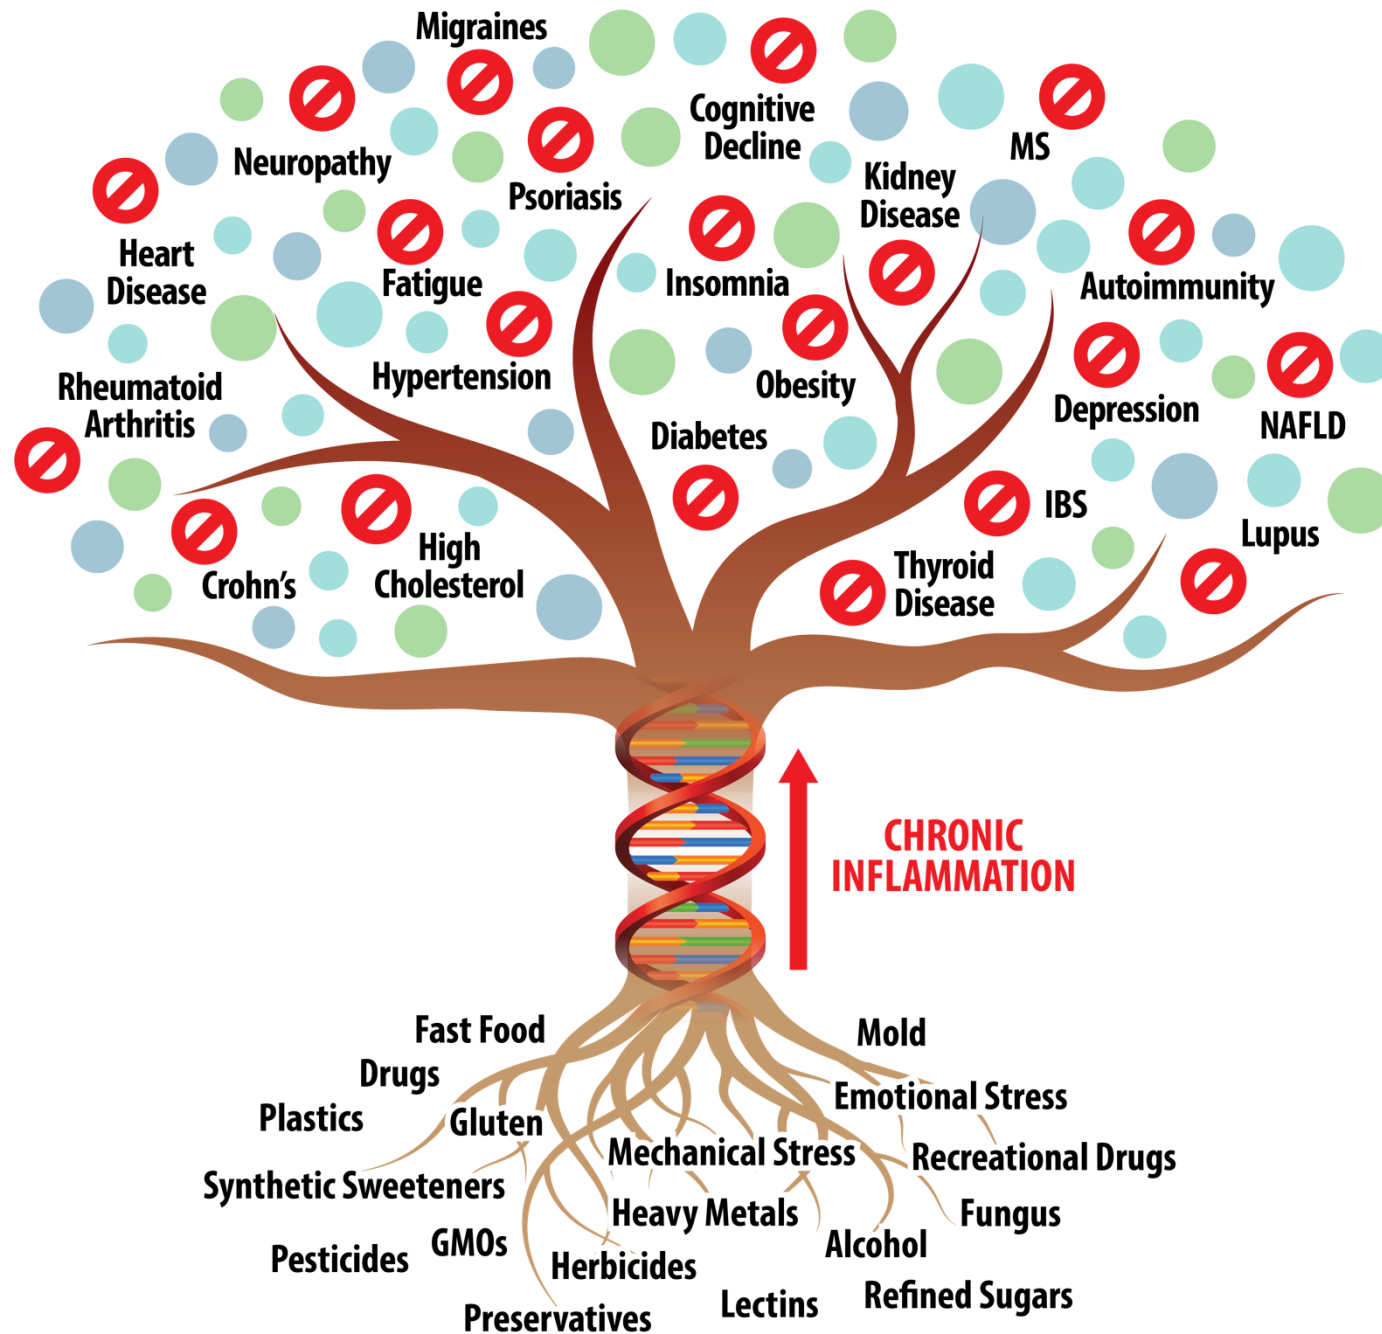 Migraines
Cognitive
Decline
MS
Neuropathy
Psoriasis
Kidney
Disease
Heart
Disease
Fatigue
Insomnia
Autoimmunity
Hypertension
Obesity
Rheumatoid
Arthritis
Diabetes
Depression
NAFLD
IBS
Lupus
Crohn’s
High
Cholesterol
Thyroid
Disease
CHRONIC
INFLAMMATION
Fast Food
Mold
Drugs
Emotional Stress
Plastics
Gluten
Mechanical Stress
Recreational Drugs
Synthetic Sweeteners
Heavy Metals
Fungus
GMOs
Alcohol
Pesticides
Herbicides
Refined Sugars
Lectins
Preservatives